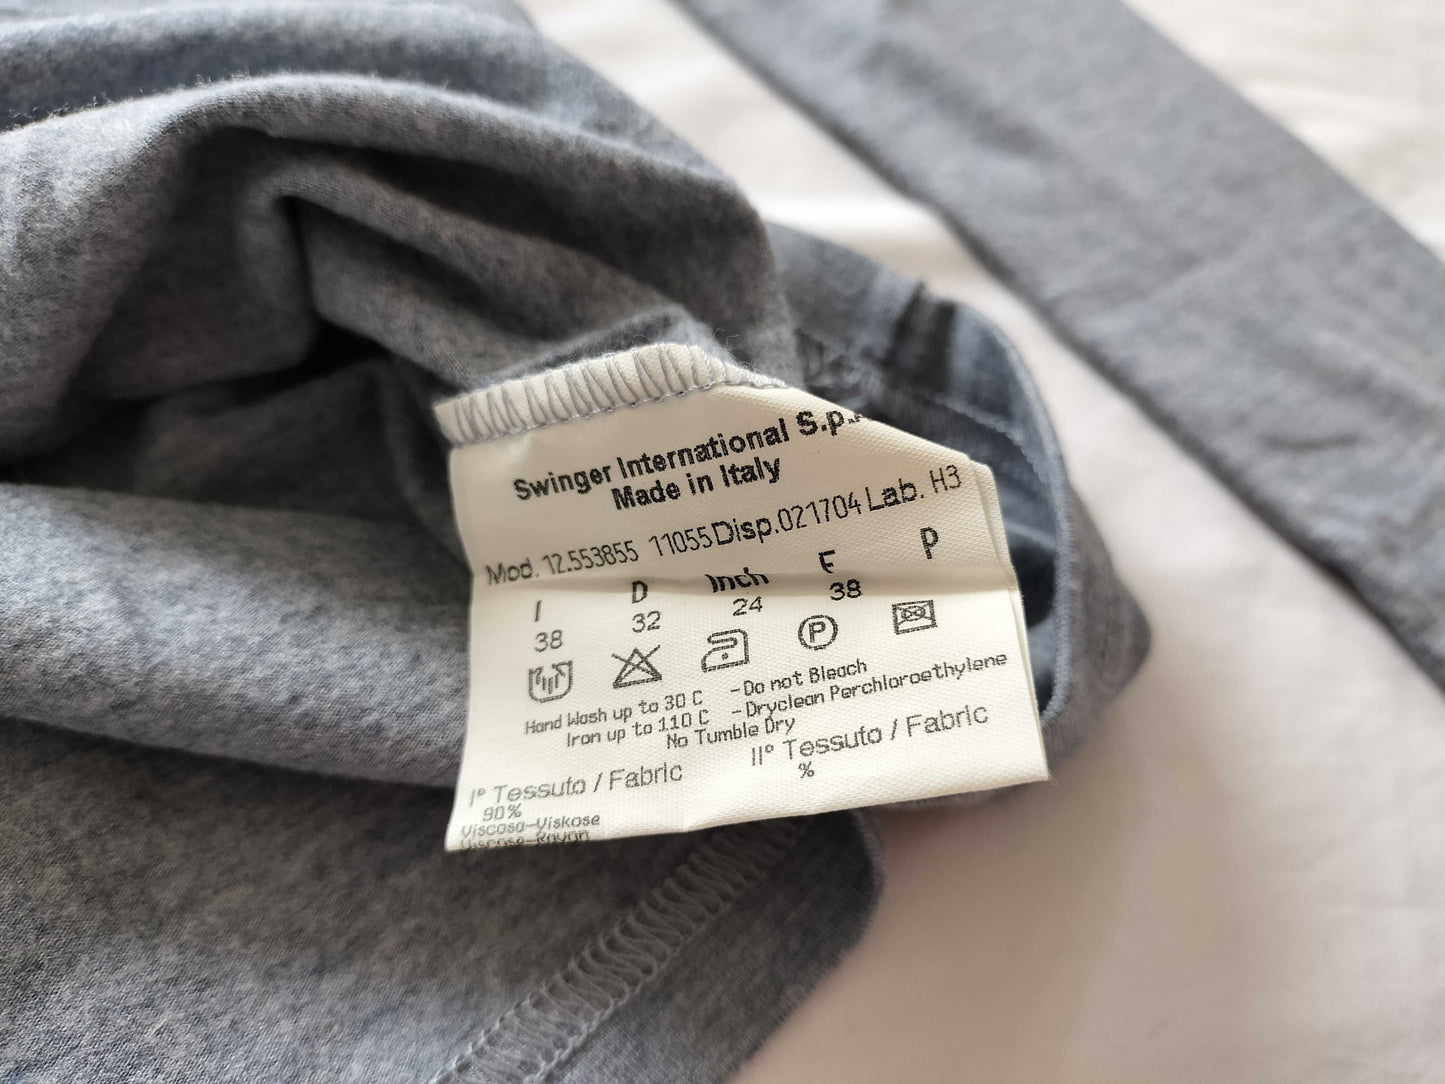 Swinger International S.p.
Made in Italy
Mod. 12.553855 11055 Disp.021704 Lab. H3
I D Inch F P
38 32 24 38
P
Hand Wash up to 30 C - Do not Bleach
Iron up to 110 C - Dryclean Perchloroethylene
No Tumble Dry
I° Tessuto / Fabric II° Tessuto / Fabric
90% %
Viscosa-Viskose
Viscose-Rayon